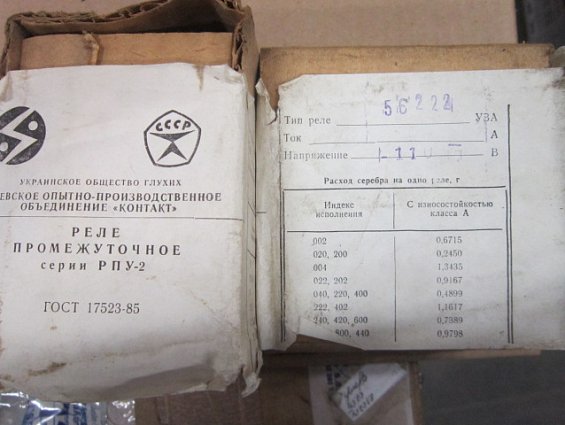 СССР
УКРАИНСКОЕ ОБЩЕСТВО ГЛУХИХ
ЕВСКОЕ ОПЫТНО-ПРОИЗВОДСТВЕННОЕ
ОБЪЕДИНЕНИЕ «КОНТАКТ»
РЕЛЕ
ПРОМЕЖУТОЧНОЕ
серии РПУ-2
ГОСТ 17523-85
Тип реле 56222 УЗА
Ток А
Напряжение В
Расход серебра на одно реле, г
Индекс исполнения С износостойкостью класса А
002 0,6715
020, 200 0,2450
004 1,3435
022, 202 0,9167
040, 220, 400 0,4899
222, 402 1,1617
240, 420, 600 0,7389
800, 440 0,9798